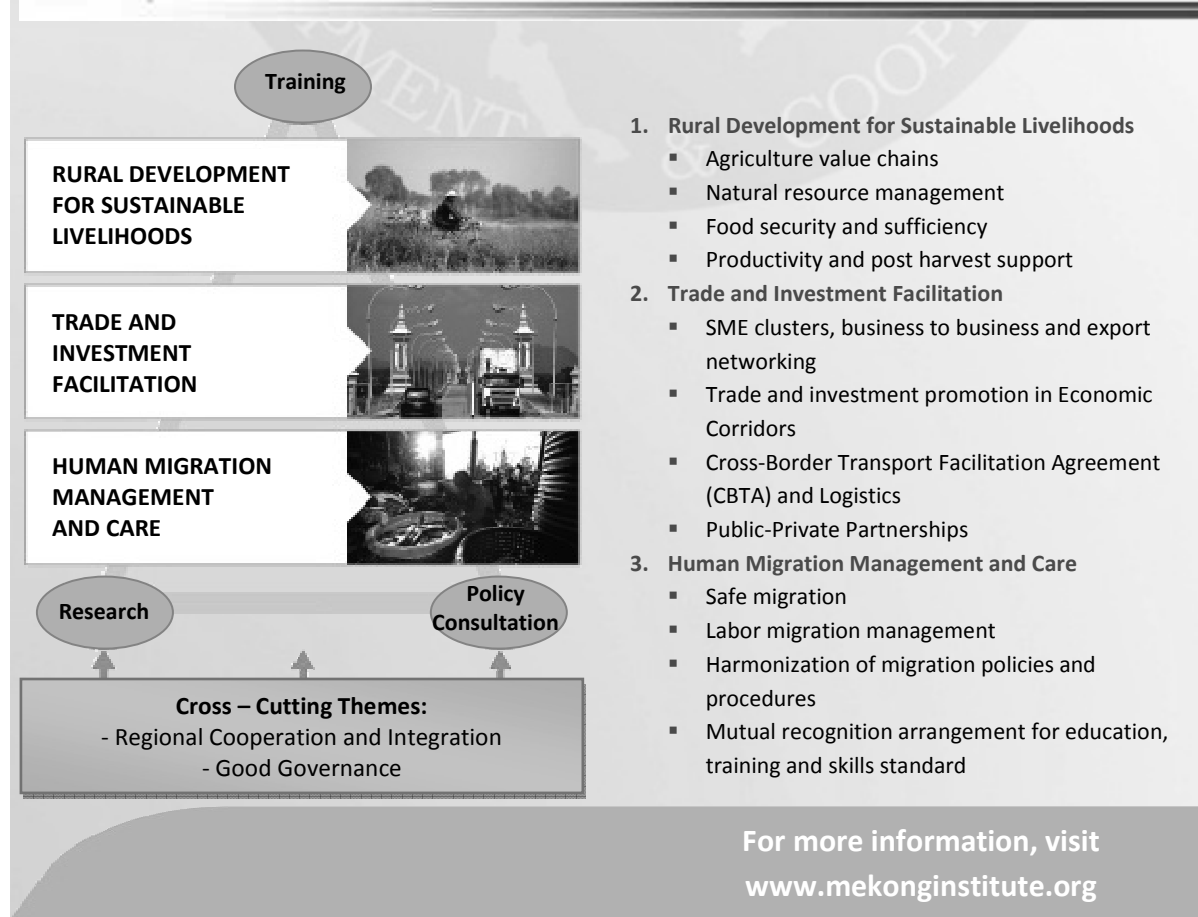 PMENT & COOP
Training
RURAL DEVELOPMENT
FOR SUSTAINABLE
LIVELIHOODS
TRADE AND
INVESTMENT
FACILITATION
HUMAN MIGRATION
MANAGEMENT
AND CARE
Research
Policy
Consultation
Cross – Cutting Themes:
- Regional Cooperation and Integration
- Good Governance
1. Rural Development for Sustainable Livelihoods
▪ Agriculture value chains
▪ Natural resource management
▪ Food security and sufficiency
▪ Productivity and post harvest support
2. Trade and Investment Facilitation
▪ SME clusters, business to business and export
networking
▪ Trade and investment promotion in Economic
Corridors
▪ Cross-Border Transport Facilitation Agreement
(CBTA) and Logistics
▪ Public-Private Partnerships
3. Human Migration Management and Care
▪ Safe migration
▪ Labor migration management
▪ Harmonization of migration policies and
procedures
▪ Mutual recognition arrangement for education,
training and skills standard
For more information, visit
www.mekonginstitute.org